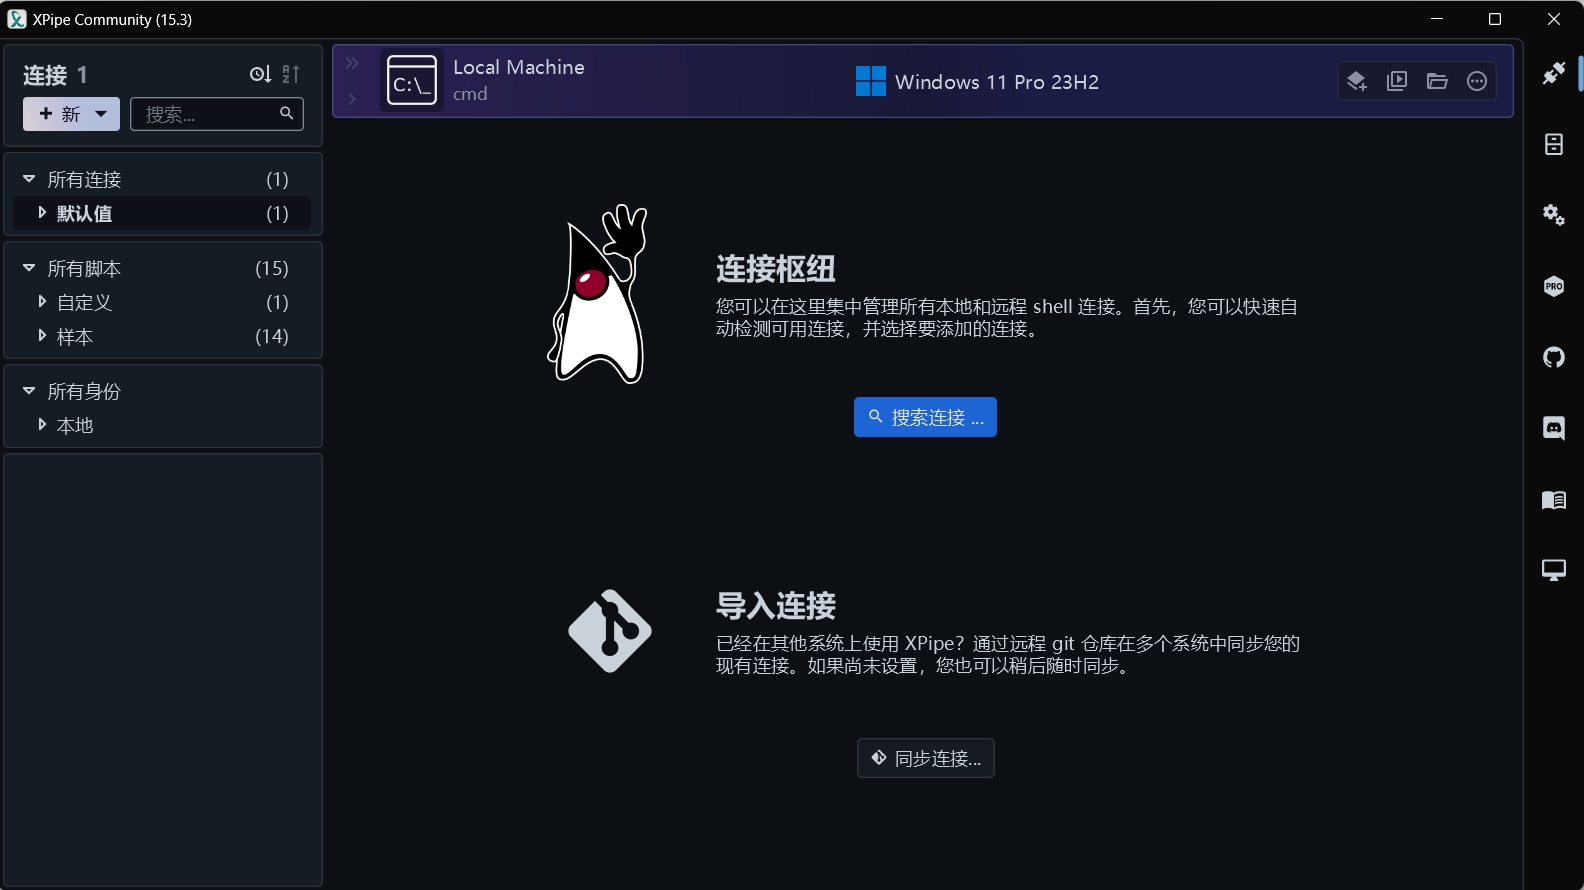 XPipe Community (15.3)
连接 1
+ 新
搜索...
所有连接 (1)
默认值 (1)
所有脚本 (15)
自定义 (1)
样本 (14)
所有身份
本地
C:\_
Local Machine
cmd
Windows 11 Pro 23H2
连接枢纽
您可以在这里集中管理所有本地和远程 shell 连接。首先，您可以快速自
动检测可用连接，并选择要添加的连接。
搜索连接 ...
导入连接
已经在其他系统上使用 XPipe？通过远程 git 仓库在多个系统中同步您的
现有连接。如果尚未设置，您也可以稍后随时同步。
同步连接...
PRO